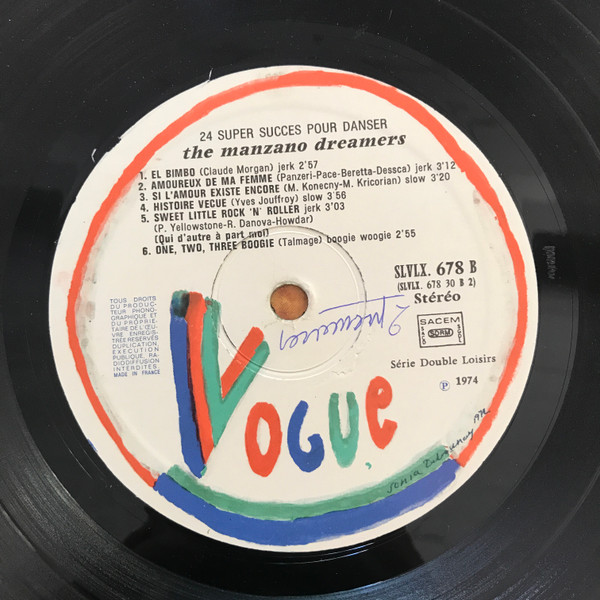 24 SUPER SUCCES POUR DANSER
the manzano dreamers
1. EL BIMBO (Claude Morgan) jerk 2'57
2. AMOUREUX DE MA FEMME (Panzeri-Pace-Beretta-Dessca) jerk 3'12
3. SI L'AMOUR EXISTE ENCORE (M. Konecny-M. Kricorian) slow 3'20
4. HISTOIRE VECUE (Yves Jouffroy) slow 3'56
5. SWEET LITTLE ROCK 'N' ROLLER jerk 3'03
(P. Yellowstone-R. Danova-Howdar)
(Qui d'autre à part moi)
6. ONE, TWO, THREE BOOGIE (Talmage) boogie woogie 2'55
SLVLX. 678 B
(SLVLX. 678 30 B 2)
Stéréo
TOUS DROITS
DU PRODUC-
TEUR PHONO-
GRAPHIQUE ET
DU PROPRIE-
TAIRE DE L'ŒU-
VRE ENREGIS-
TRÉE RÉSERVÉS
DUPLICATION,
EXÉCUTION
PUBLIQUE, RA-
DIODIFFUSION
INTERDITES.
MADE IN FRANCE
SACEM
SACD
SDRM
SGDL
Série Double Loisirs
Ⓟ 1974
VOGUE
Sonia Delaunay 1972